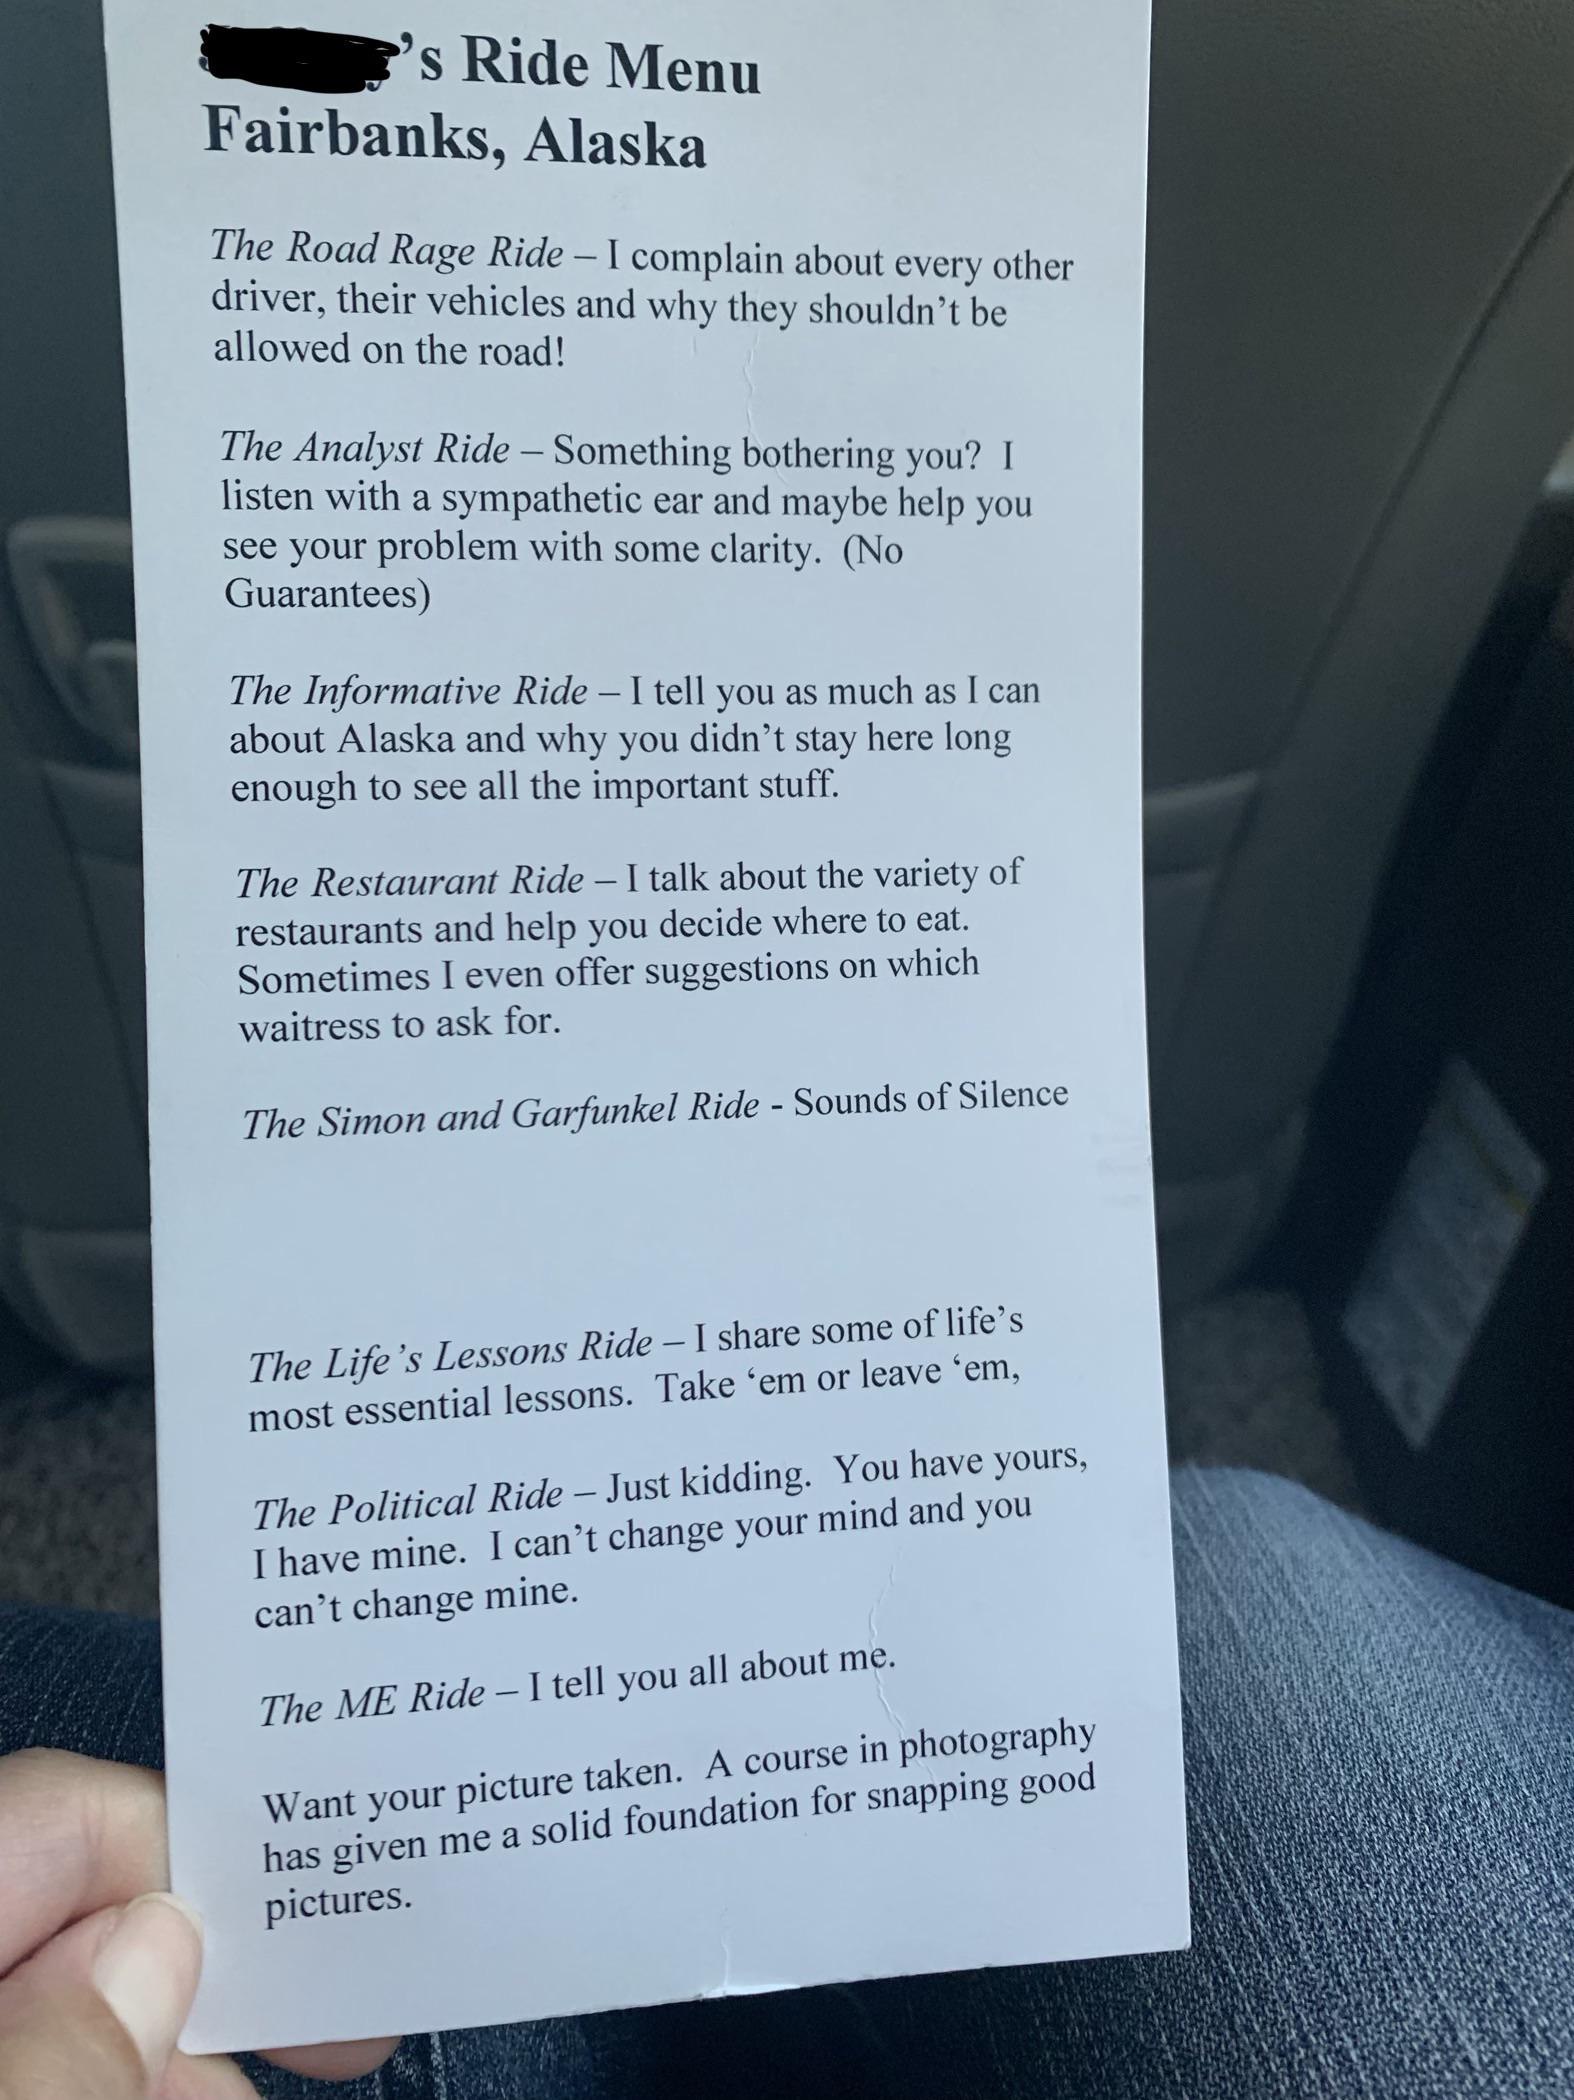 's Ride Menu
Fairbanks, Alaska
The Road Rage Ride – I complain about every other
driver, their vehicles and why they shouldn't be
allowed on the road!
The Analyst Ride – Something bothering you?  I
listen with a sympathetic ear and maybe help you
see your problem with some clarity.  (No
Guarantees)
The Informative Ride – I tell you as much as I can
about Alaska and why you didn't stay here long
enough to see all the important stuff.
The Restaurant Ride – I talk about the variety of
restaurants and help you decide where to eat.
Sometimes I even offer suggestions on which
waitress to ask for.
The Simon and Garfunkel Ride - Sounds of Silence
The Life's Lessons Ride – I share some of life's
most essential lessons.  Take 'em or leave 'em,
The Political Ride – Just kidding.  You have yours,
I have mine.  I can't change your mind and you
can't change mine.
The ME Ride – I tell you all about me.
Want your picture taken.  A course in photography
has given me a solid foundation for snapping good
pictures.